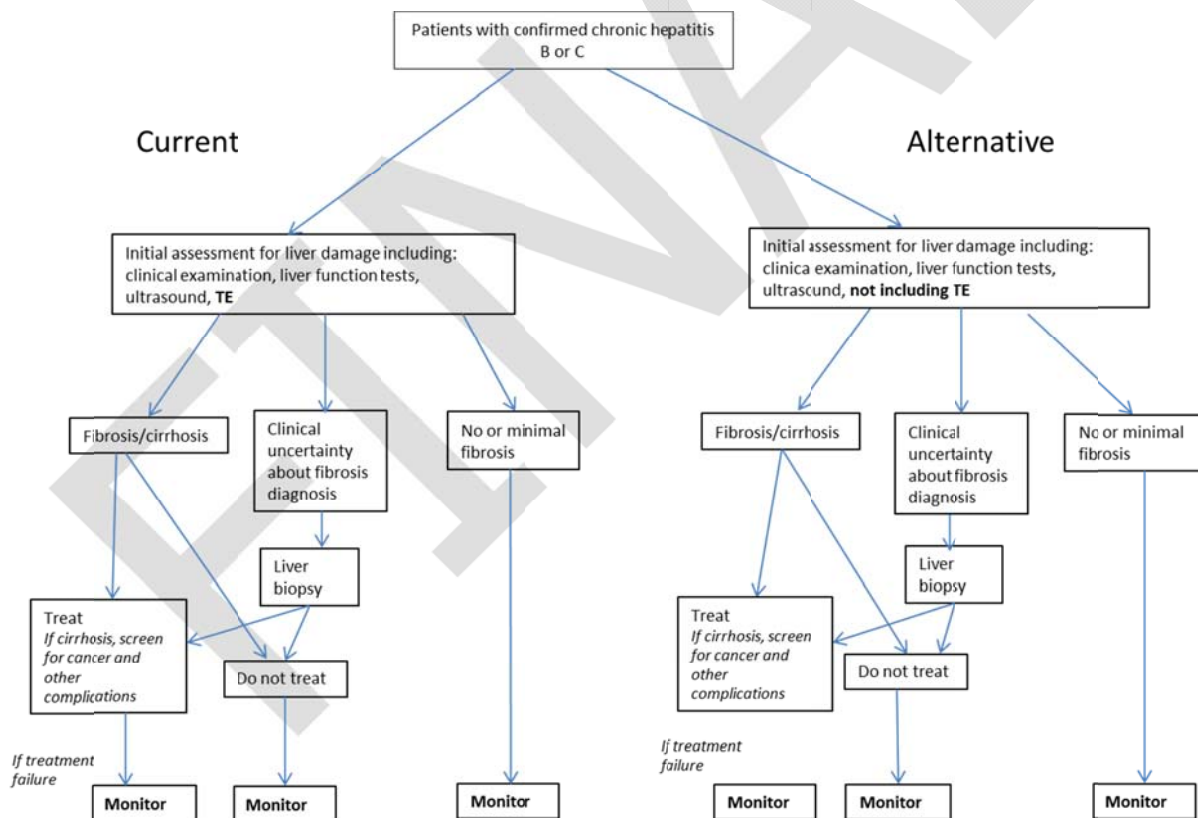 Patients with confirmed chronic hepatitis
B or C
Current
Alternative
Initial assessment for liver damage including:
clinical examination, liver function tests,
ultrasound, TE
Initial assessment for liver damage including:
clinical examination, liver function tests,
ultrasound, not including TE
Fibrosis/cirrhosis
Clinical
uncertainty
about fibrosis
diagnosis
No or minimal
fibrosis
Fibrosis/cirrhosis
Clinical
uncertainty
about fibrosis
diagnosis
No or minimal
fibrosis
Liver
biopsy
Liver
biopsy
Treat
If cirrhosis, screen
for cancer and
other
complications
Do not treat
Treat
If cirrhosis, screen
for cancer and
other
complications
Do not treat
If treatment
failure
If treatment
failure
Monitor
Monitor
Monitor
Monitor
Monitor
Monitor